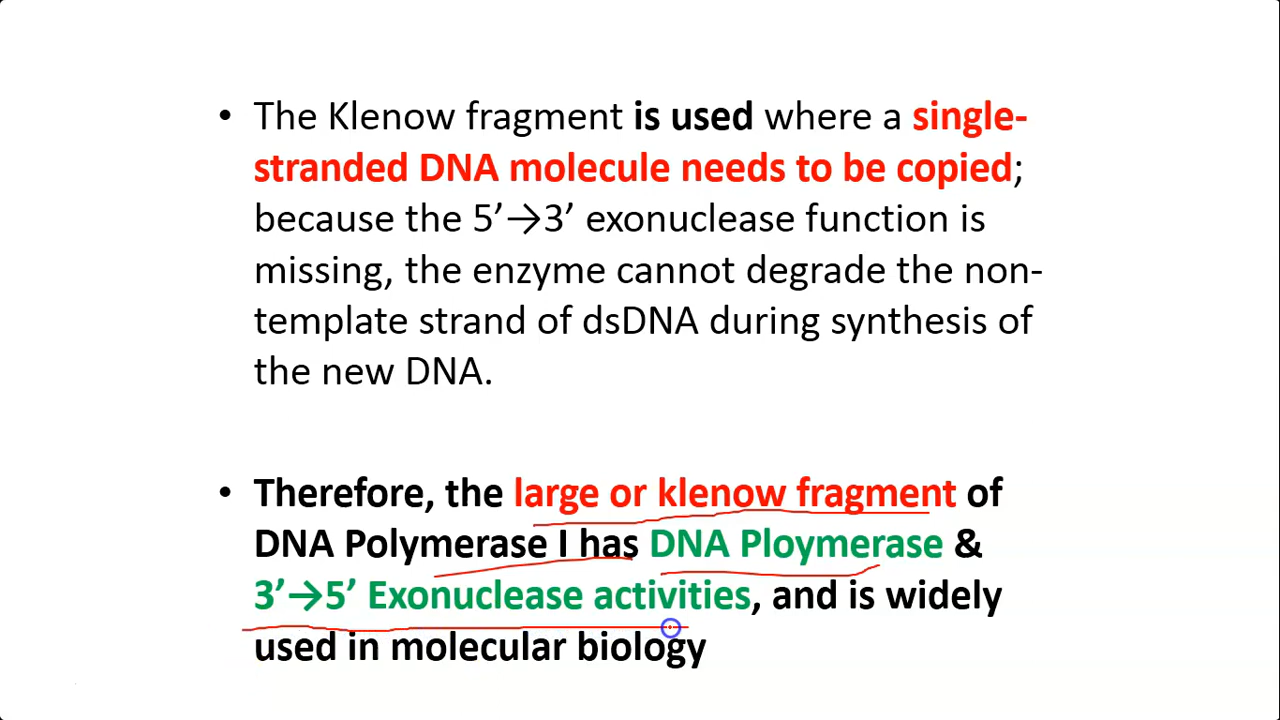 • The Klenow fragment is used where a single-
stranded DNA molecule needs to be copied;
because the 5’→3’ exonuclease function is
missing, the enzyme cannot degrade the non-
template strand of dsDNA during synthesis of
the new DNA.
• Therefore, the large or klenow fragment of
DNA Polymerase I has DNA Ploymerase &
3’→5’ Exonuclease activities, and is widely
used in molecular biology